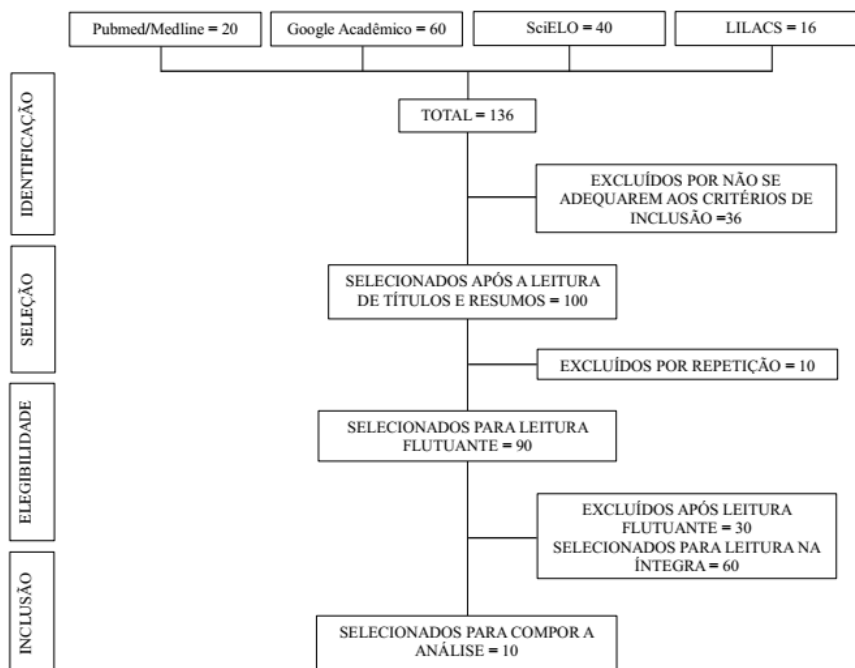 Pubmed/Medline = 20
Google Acadêmico = 60
SciELO = 40
LILACS = 16
IDENTIFICAÇÃO
TOTAL = 136
EXCLUÍDOS POR NÃO SE
ADEQUAREM AOS CRITÉRIOS DE
INCLUSÃO =36
SELEÇÃO
SELECIONADOS APÓS A LEITURA
DE TÍTULOS E RESUMOS = 100
EXCLUÍDOS POR REPETIÇÃO = 10
ELEGIBILIDADE
SELECIONADOS PARA LEITURA
FLUTUANTE = 90
EXCLUÍDOS APÓS LEITURA
FLUTUANTE = 30
SELECIONADOS PARA LEITURA NA
ÍNTEGRA = 60
INCLUSÃO
SELECIONADOS PARA COMPOR A
ANÁLISE = 10